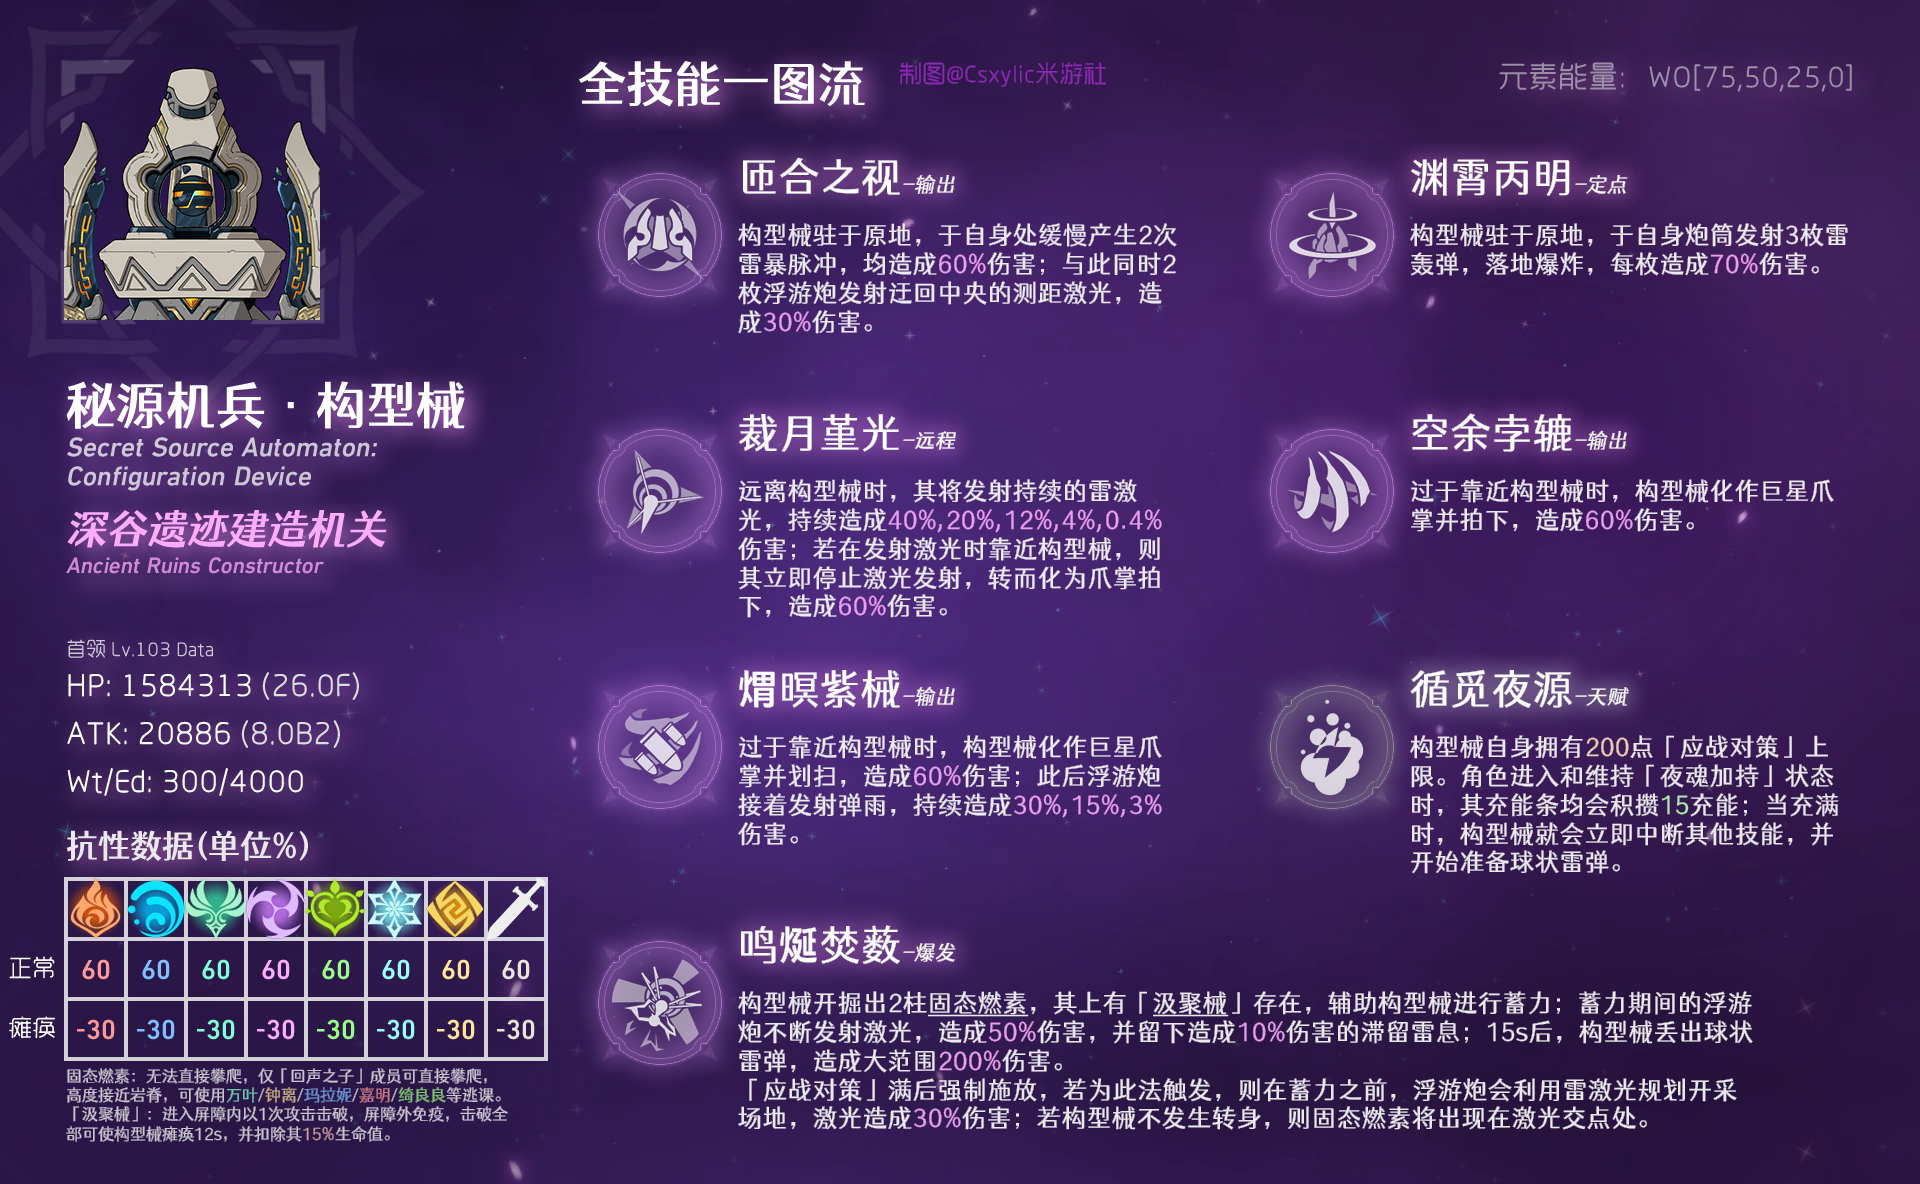 全技能一图流
制图@Csxylic米游社
元素能量：W0[75,50,25,0]
秘源机兵·构型械
Secret Source Automaton:
Configuration Device
深谷遗迹建造机关
Ancient Ruins Constructor
首领 Lv.103 Data
HP: 1584313 (26.0F)
ATK: 20886 (8.0B2)
Wt/Ed: 300/4000
抗性数据(单位%)
正常 60 60 60 60 60 60 60 60
瘫痪 -30 -30 -30 -30 -30 -30 -30 -30
固态燃素：无法直接攀爬，仅「回声之子」成员可直接攀爬，
高度接近岩脊，可使用万叶/钟离/玛拉妮/嘉明/绮良良等逃课。
「汲聚械」：进入屏障内以1次攻击击破，屏障外免疫，击破全
部可使构型械瘫痪12s，并扣除其15%生命值。
匝合之视-输出
构型械驻于原地，于自身处缓慢产生2次
雷暴脉冲，均造成60%伤害；与此同时2
枚浮游炮发射迂回中央的测距激光，造
成30%伤害。
渊霄丙明-定点
构型械驻于原地，于自身炮筒发射3枚雷
轰弹，落地爆炸，每枚造成70%伤害。
裁月堇光-远程
远离构型械时，其将发射持续的雷激
光，持续造成40%,20%,12%,4%,0.4%
伤害；若在发射激光时靠近构型械，则
其立即停止激光发射，转而化为爪掌拍
下，造成60%伤害。
空余孛辘-输出
过于靠近构型械时，构型械化作巨星爪
掌并拍下，造成60%伤害。
煟暝紫械-输出
过于靠近构型械时，构型械化作巨星爪
掌并划扫，造成60%伤害；此后浮游炮
接着发射弹雨，持续造成30%,15%,3%
伤害。
循觅夜源-天赋
构型械自身拥有200点「应战对策」上
限。角色进入和维持「夜魂加持」状态
时，其充能条均会积攒15充能；当充满
时，构型械就会立即中断其他技能，并
开始准备球状雷弹。
鸣烻焚薮-爆发
构型械开掘出2柱固态燃素，其上有「汲聚械」存在，辅助构型械进行蓄力；蓄力期间的浮游
炮不断发射激光，造成50%伤害，并留下造成10%伤害的滞留雷息；15s后，构型械丢出球状
雷弹，造成大范围200%伤害。
「应战对策」满后强制施放，若为此法触发，则在蓄力之前，浮游炮会利用雷激光规划开采
场地，激光造成30%伤害；若构型械不发生转身，则固态燃素将出现在激光交点处。